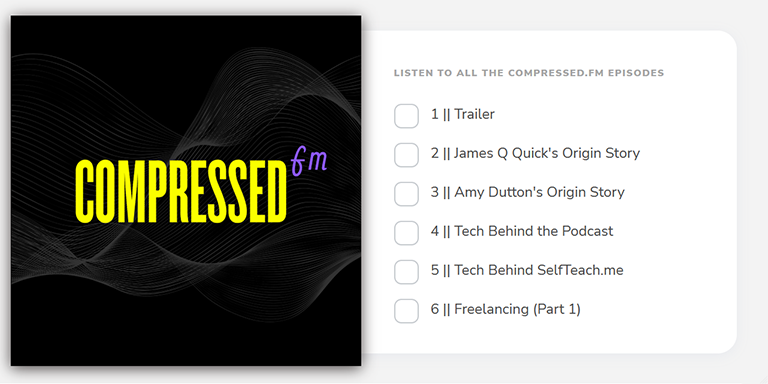 COMPRESSED fm
LISTEN TO ALL THE COMPRESSED.FM EPISODES
1 || Trailer
2 || James Q Quick's Origin Story
3 || Amy Dutton's Origin Story
4 || Tech Behind the Podcast
5 || Tech Behind SelfTeach.me
6 || Freelancing (Part 1)